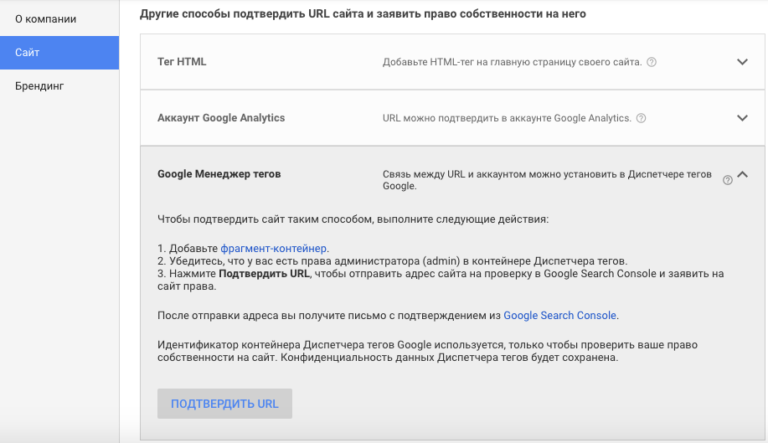 О компании
Сайт
Брендинг
Другие способы подтвердить URL сайта и заявить право собственности на него
Тег HTML
Добавьте HTML-тег на главную страницу своего сайта.
Аккаунт Google Analytics
URL можно подтвердить в аккаунте Google Analytics.
Google Менеджер тегов
Связь между URL и аккаунтом можно установить в Диспетчере тегов
Google.
Чтобы подтвердить сайт таким способом, выполните следующие действия:
1. Добавьте фрагмент-контейнер.
2. Убедитесь, что у вас есть права администратора (admin) в контейнере Диспетчера тегов.
3. Нажмите Подтвердить URL, чтобы отправить адрес сайта на проверку в Google Search Console и заявить на
сайт права.
После отправки адреса вы получите письмо с подтверждением из Google Search Console.
Идентификатор контейнера Диспетчера тегов Google используется, только чтобы проверить ваше право
собственности на сайт. Конфиденциальность данных Диспетчера тегов будет сохранена.
ПОДТВЕРДИТЬ URL